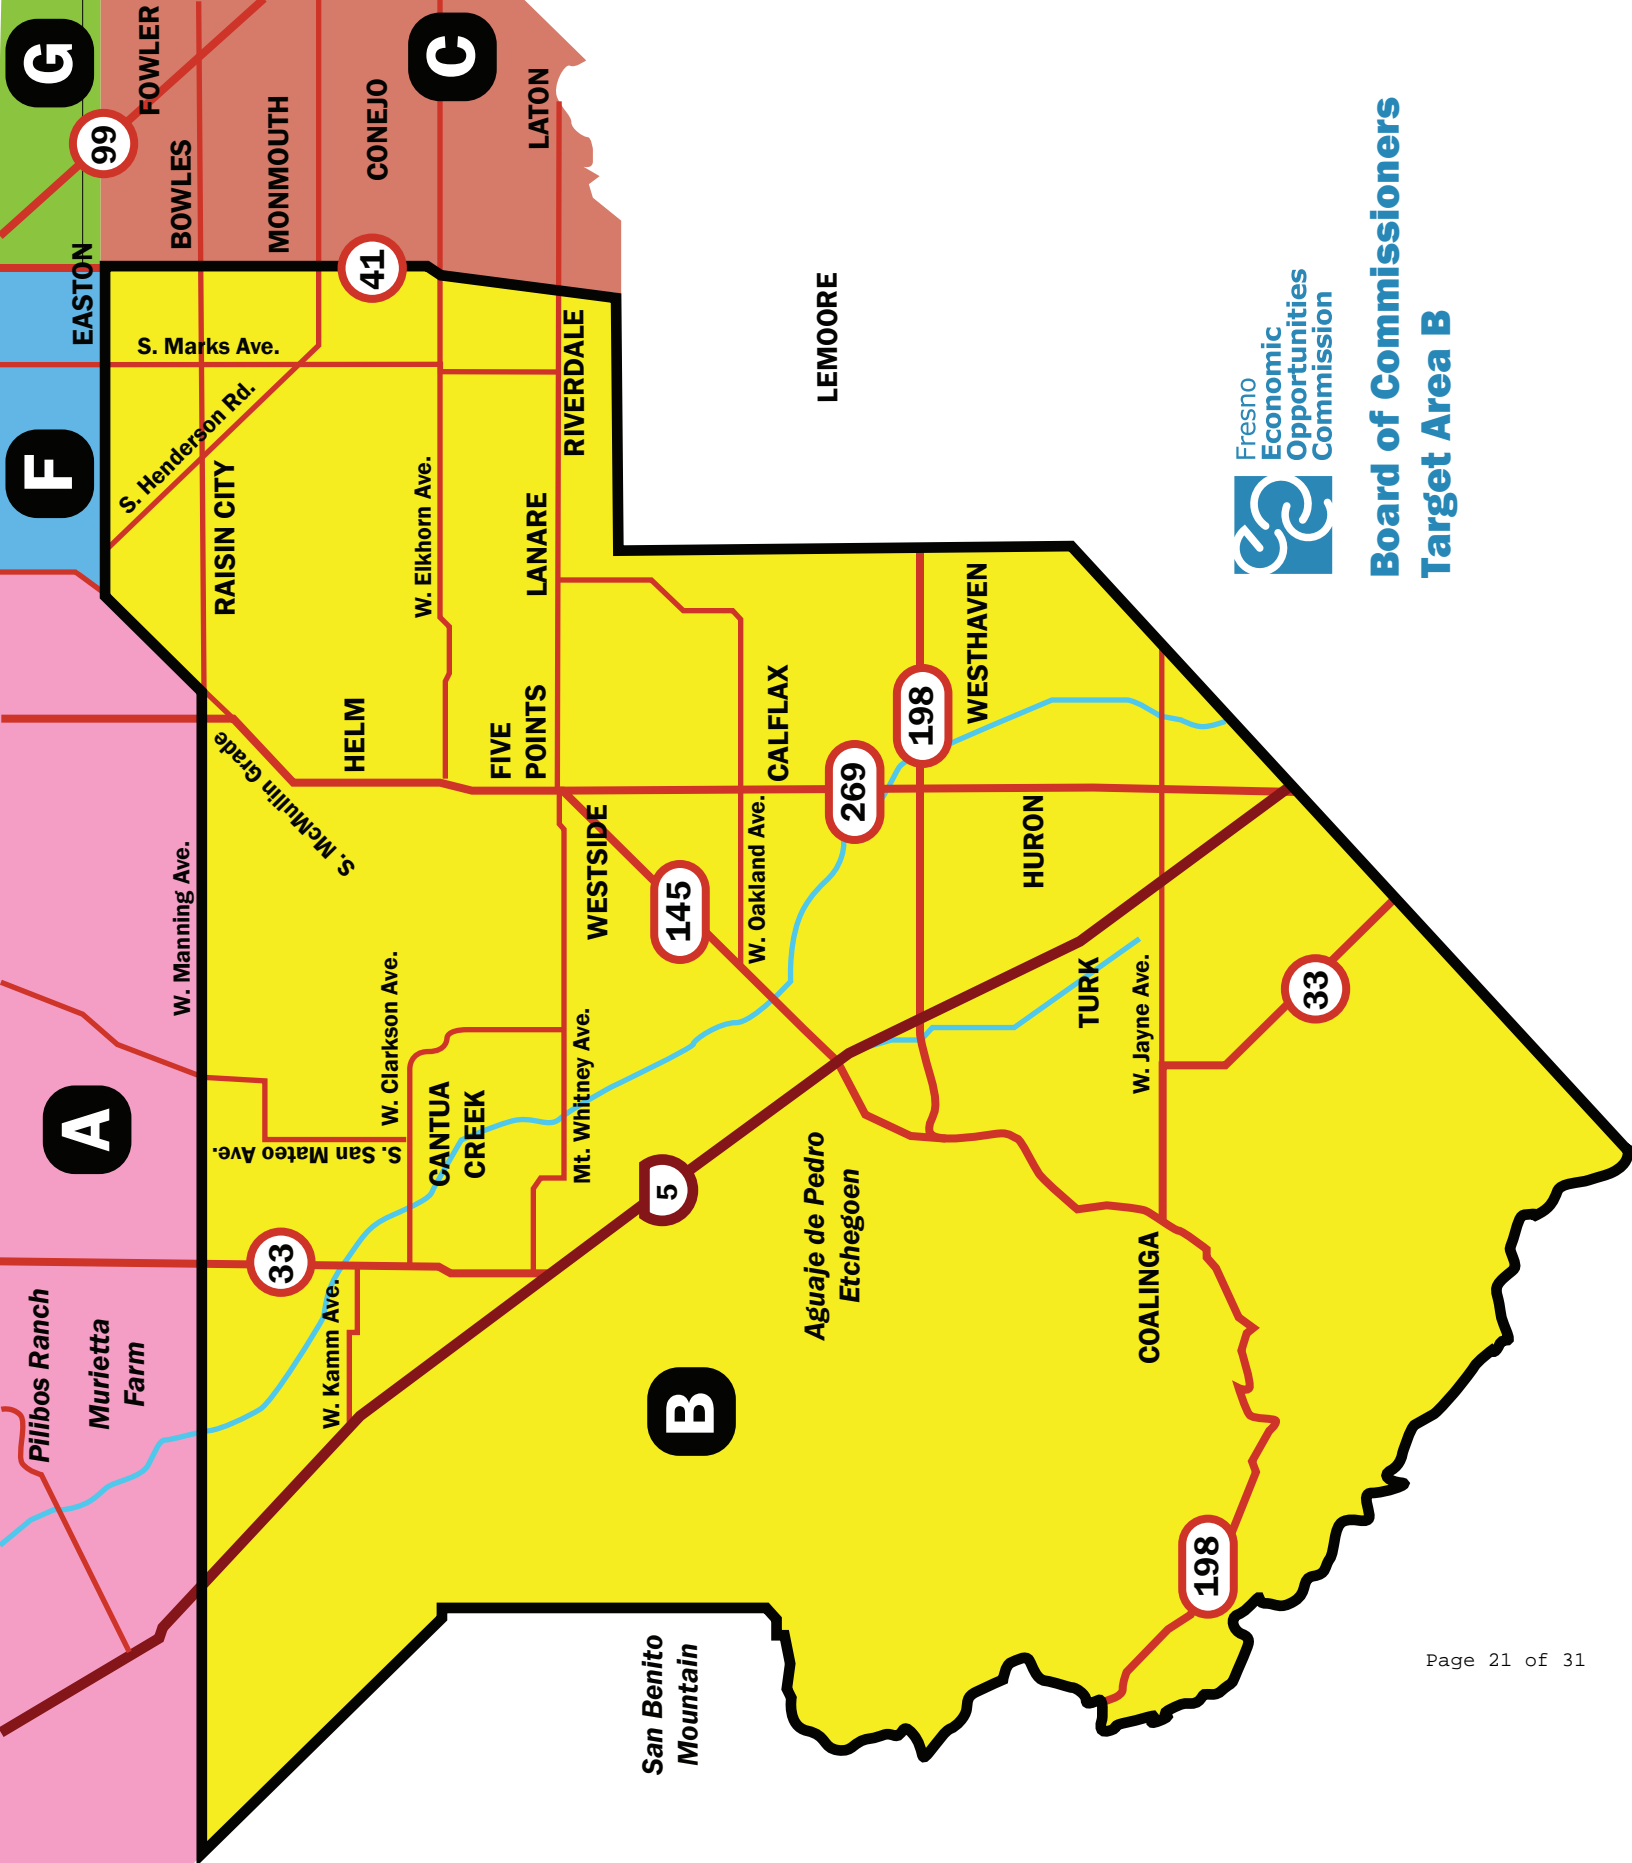 Pilibos Ranch
Murietta
Farm
A
W. Manning Ave.
F
EASTON
G
99
FOWLER
BOWLES
MONMOUTH
CONEJO
C
LATON
41
S. Marks Ave.
S. Henderson Rd.
RAISIN CITY
W. Elkhorn Ave.
LANARE
RIVERDALE
LEMOORE
S. McMullin Grade
HELM
FIVE
POINTS
WESTSIDE
CALFLAX
W. Oakland Ave.
145
269
198
WESTHAVEN
HURON
33
W. Kamm Ave.
S. San Mateo Ave.
W. Clarkson Ave.
CANTUA
CREEK
Mt. Whitney Ave.
5
Aguaje de Pedro
Etchegoen
TURK
W. Jayne Ave.
33
COALINGA
B
198
San Benito
Mountain
Fresno
Economic
Opportunities
Commission
Board of Commissioners
Target Area B
Page 21 of 31